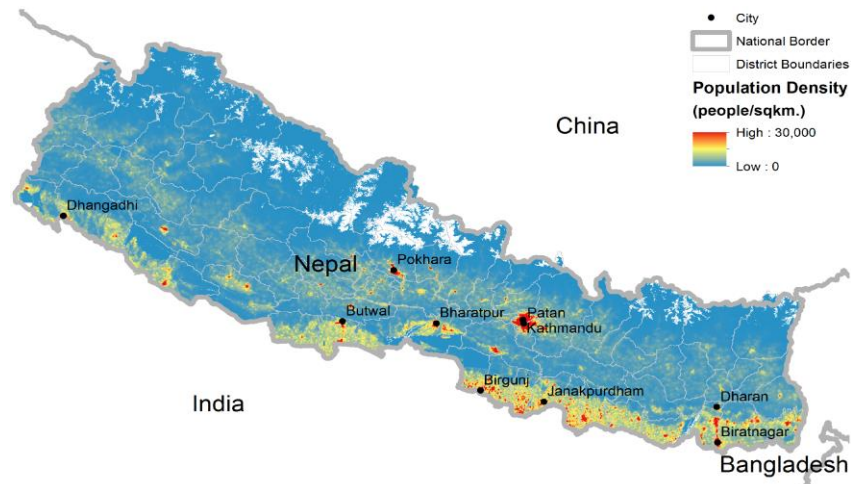 City
National Border
District Boundaries
Population Density
(people/sqkm.)
High : 30,000
Low : 0
China
Dhangadhi
Nepal
Pokhara
Butwal
Bharatpur
Patan
Kathmandu
Birgunj
Janakpurdham
India
Dharan
Biratnagar
Bangladesh